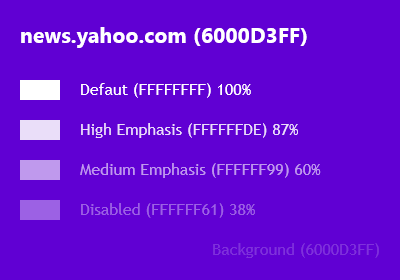 news.yahoo.com (6000D3FF)
Defaut (FFFFFFFF) 100%
High Emphasis (FFFFFFDE) 87%
Medium Emphasis (FFFFFF99) 60%
Disabled (FFFFFF61) 38%
Background (6000D3FF)